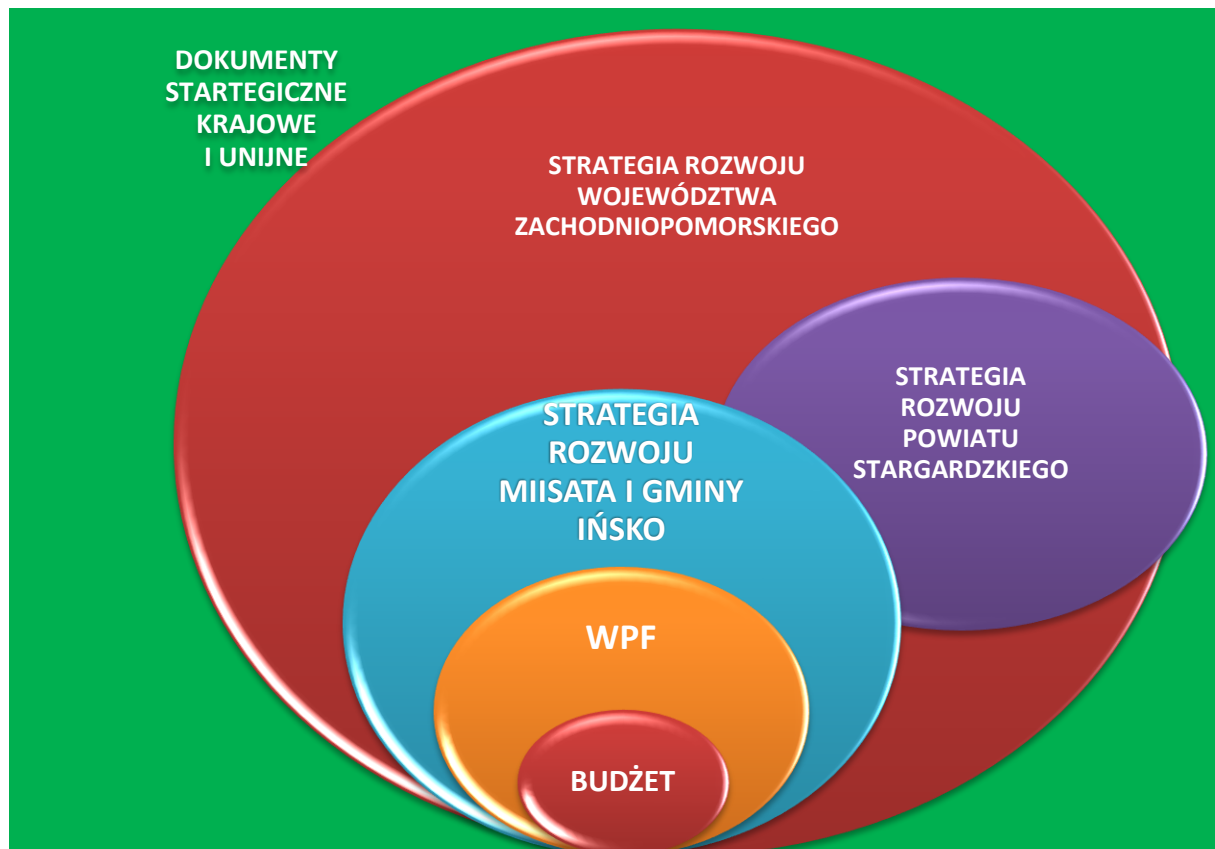 DOKUMENTY
STARTEGICZNE
KRAJOWE
I UNIJNE
STRATEGIA ROZWOJU
WOJEWÓDZTWA
ZACHODNIOPOMORSKIEGO
STRATEGIA
ROZWOJU
POWIATU
STARGARDZKIEGO
STRATEGIA
ROZWOJU
MIISATA I GMINY
IŃSKO
WPF
BUDŻET